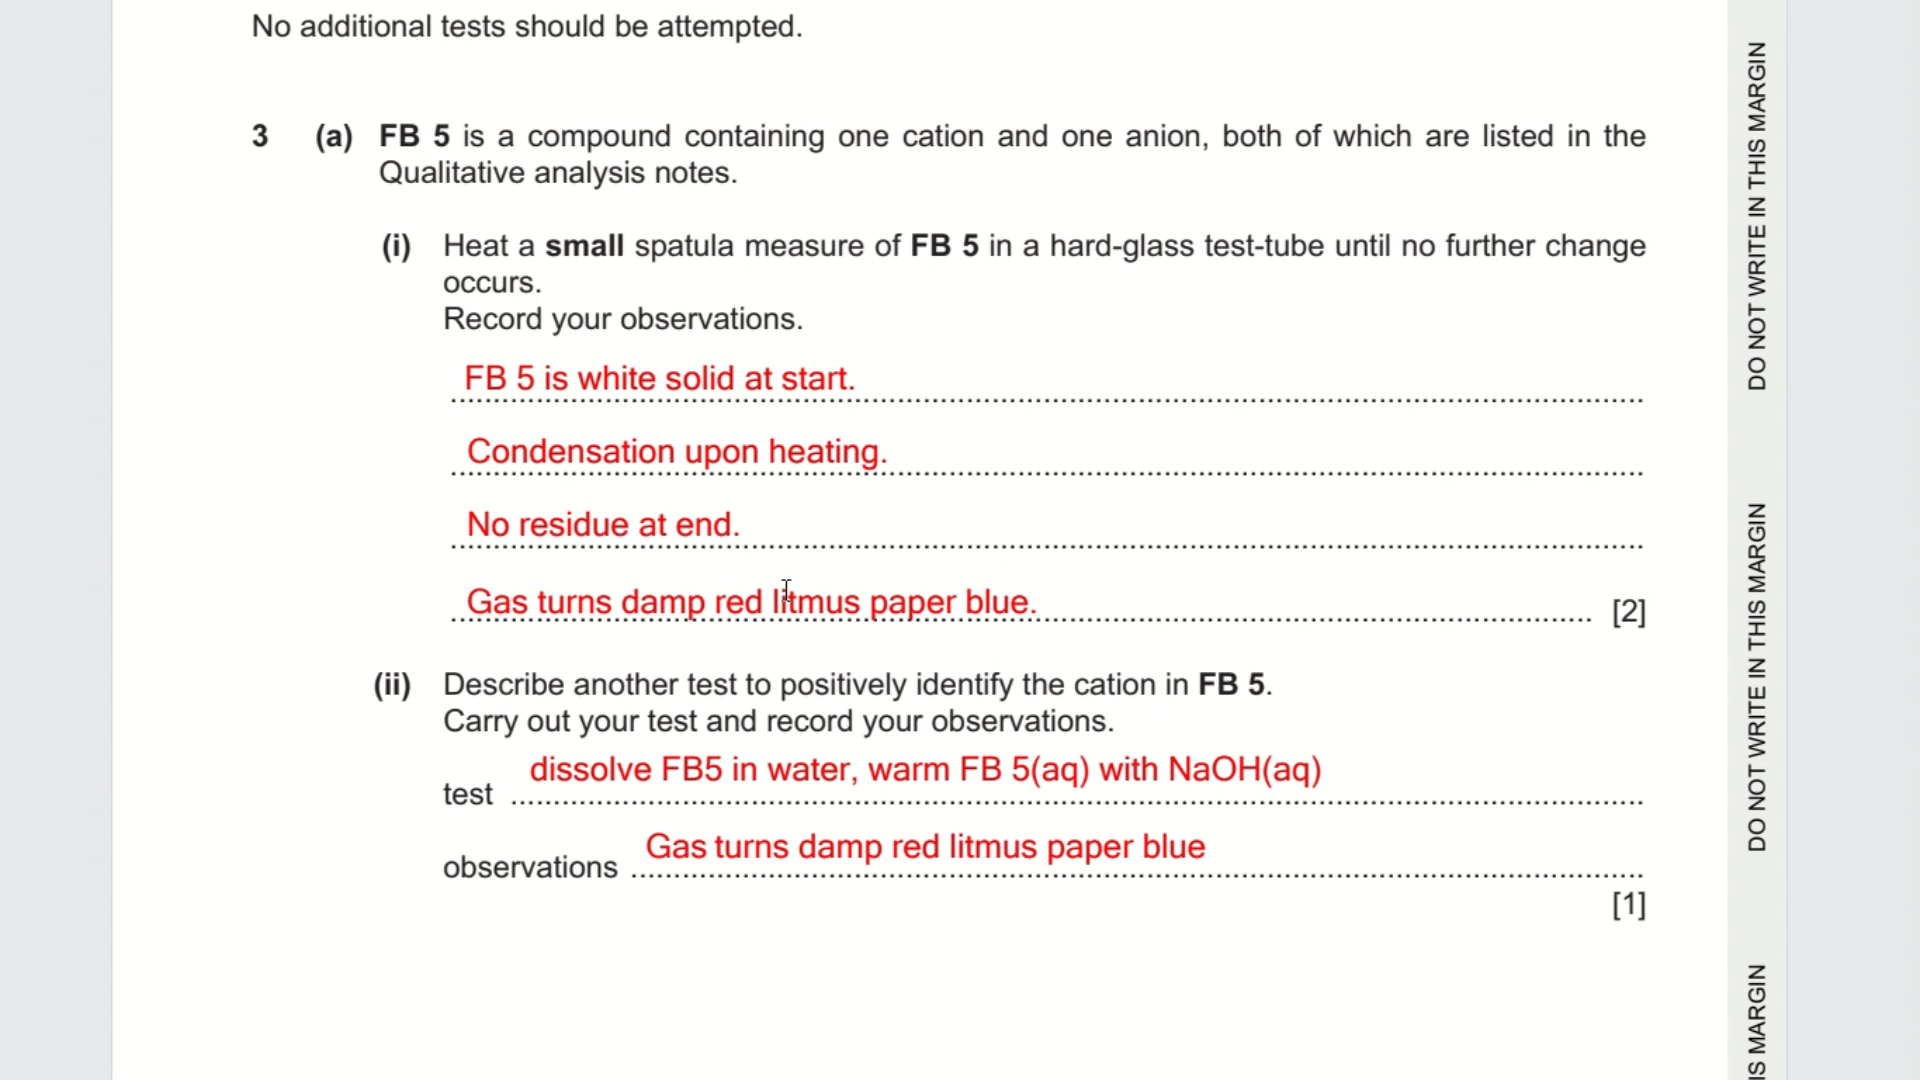 No additional tests should be attempted.
3 (a) FB 5 is a compound containing one cation and one anion, both of which are listed in the
Qualitative analysis notes.
(i) Heat a small spatula measure of FB 5 in a hard-glass test-tube until no further change
occurs.
Record your observations.
FB 5 is white solid at start.
Condensation upon heating.
No residue at end.
Gas turns damp red litmus paper blue.
[2]
(ii) Describe another test to positively identify the cation in FB 5.
Carry out your test and record your observations.
test dissolve FB5 in water, warm FB 5(aq) with NaOH(aq)
observations Gas turns damp red litmus paper blue
[1]
DO NOT WRITE IN THIS MARGIN
DO NOT WRITE IN THIS MARGIN
IS MARGIN